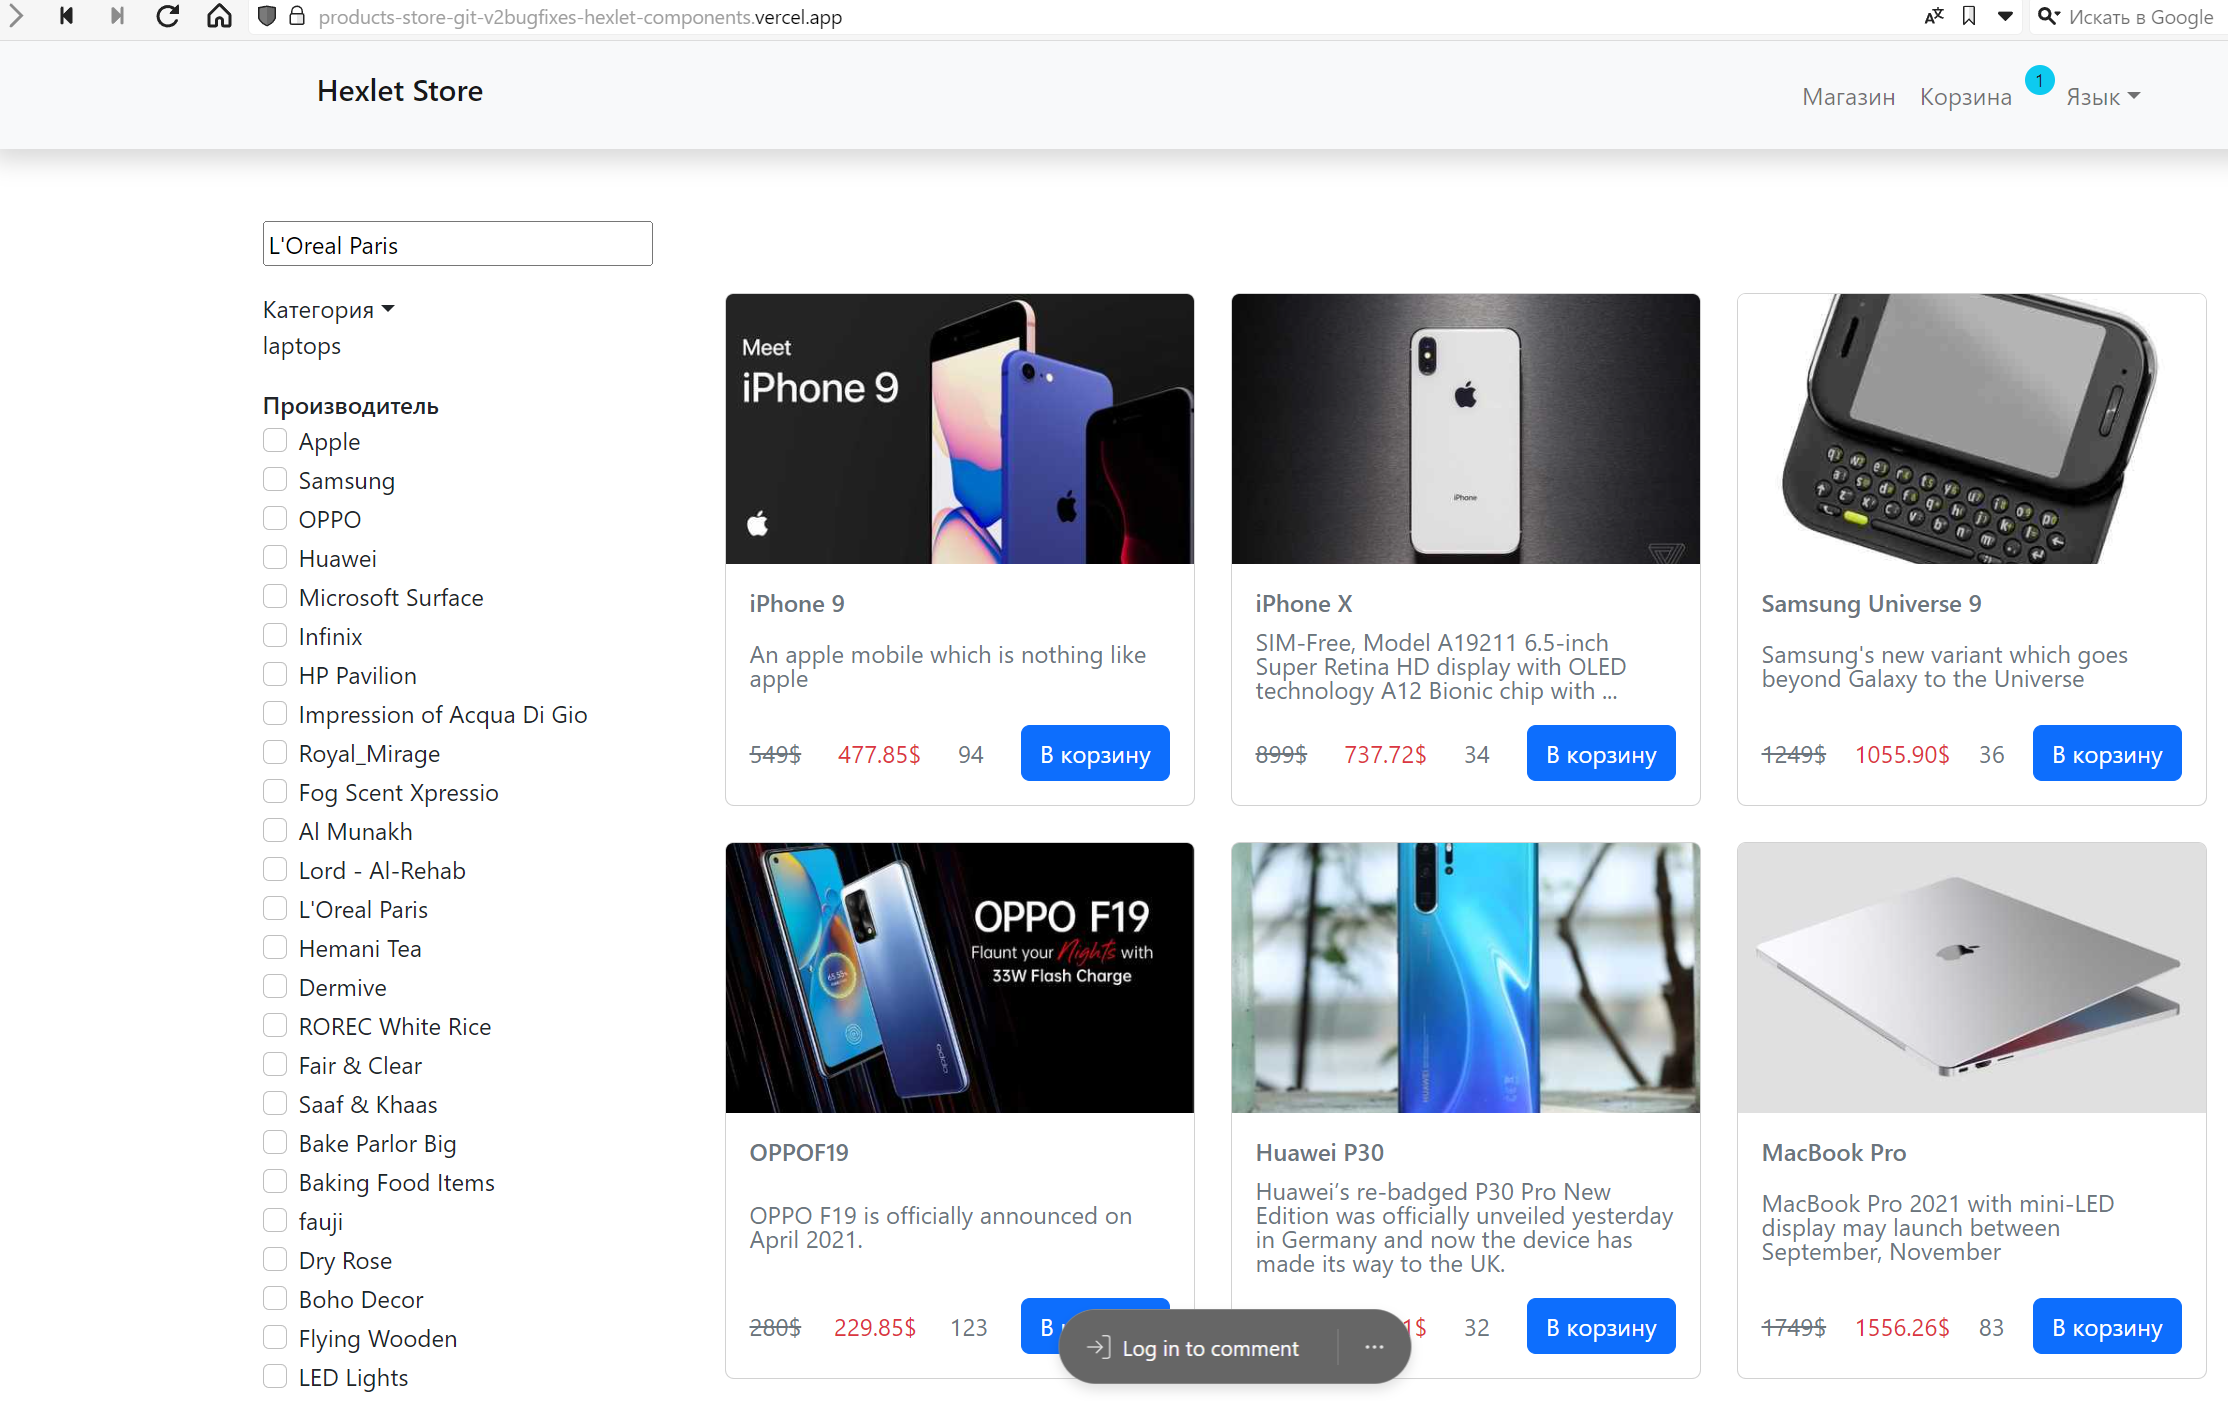 products-store-git-v2bugfixes-hexlet-components.vercel.app
Искать в Google
Hexlet Store
Магазин
Корзина
1
Язык
L'Oreal Paris
Категория
laptops
Производитель
Apple
Samsung
OPPO
Huawei
Microsoft Surface
Infinix
HP Pavilion
Impression of Acqua Di Gio
Royal_Mirage
Fog Scent Xpressio
Al Munakh
Lord - Al-Rehab
L'Oreal Paris
Hemani Tea
Dermive
ROREC White Rice
Fair & Clear
Saaf & Khaas
Bake Parlor Big
Baking Food Items
fauji
Dry Rose
Boho Decor
Flying Wooden
LED Lights
Meet
iPhone 9
iPhone 9
An apple mobile which is nothing like
apple
549$ 477.85$ 94 В корзину
iPhone
iPhone X
SIM-Free, Model A19211 6.5-inch
Super Retina HD display with OLED
technology A12 Bionic chip with ...
899$ 737.72$ 34 В корзину
Samsung Universe 9
Samsung's new variant which goes
beyond Galaxy to the Universe
1249$ 1055.90$ 36 В корзину
OPPO F19
Flaunt your Nights with
33W Flash Charge
OPPOF19
OPPO F19 is officially announced on
April 2021.
280$ 229.85$ 123 В
HUAWEI
Huawei P30
Huawei’s re-badged P30 Pro New
Edition was officially unveiled yesterday
in Germany and now the device has
made its way to the UK.
$ 32 В корзину
MacBook Pro
MacBook Pro 2021 with mini-LED
display may launch between
September, November
1749$ 1556.26$ 83 В корзину
Log in to comment